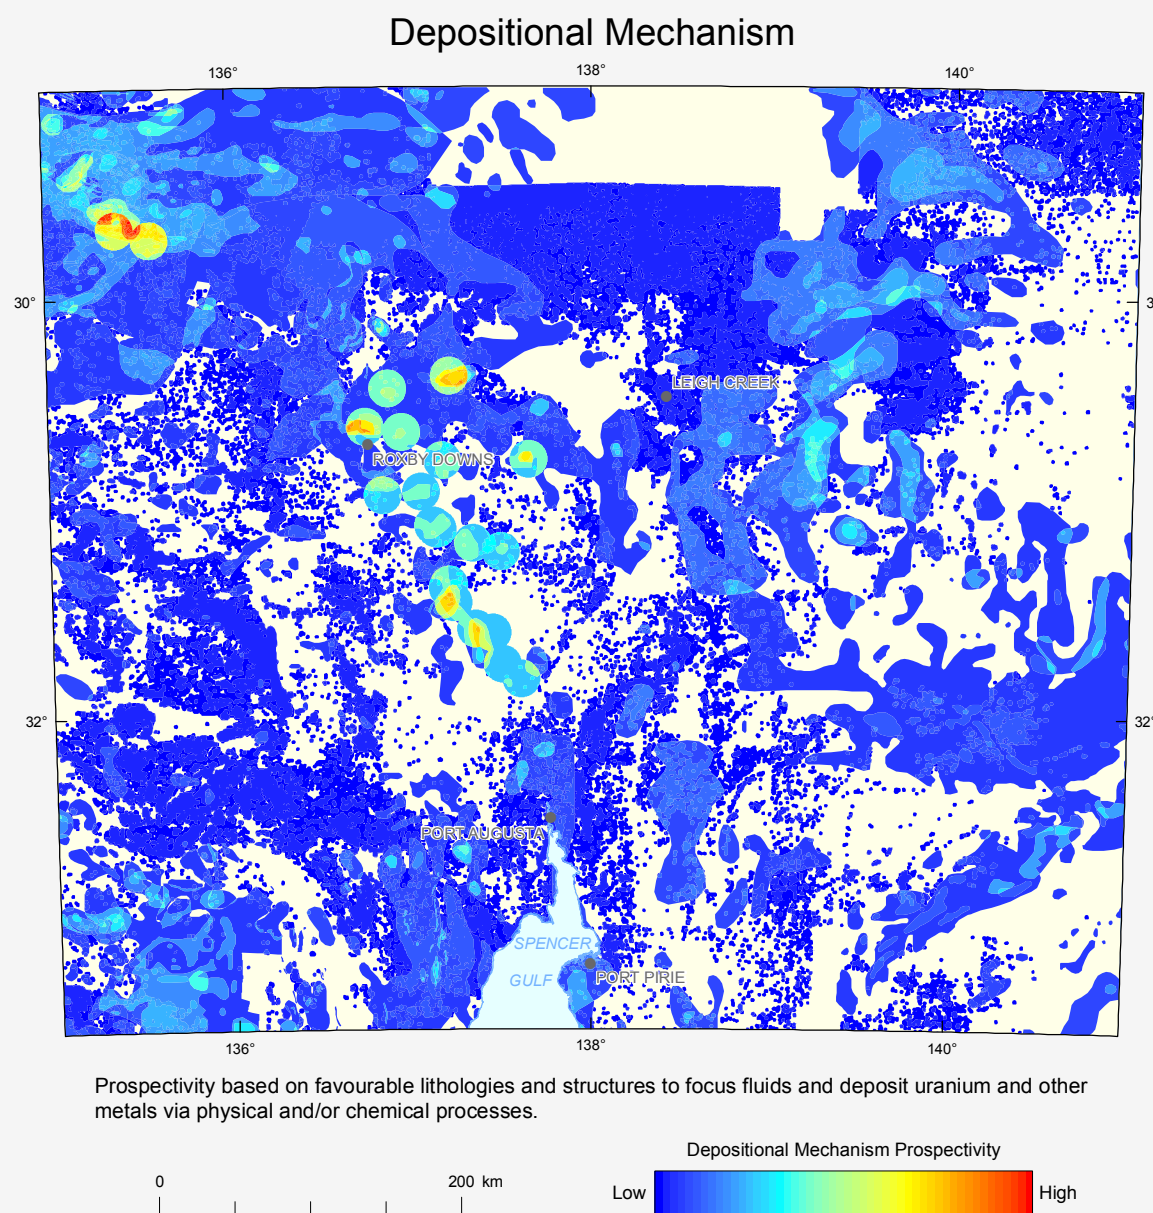 Depositional Mechanism
136° 138° 140°
30° 3
LEIGH CREEK
ROXBY DOWNS
32° 32°
PORT AUGUSTA
SPENCER
GULF
PORT PIRIE
136° 138° 140°
Prospectivity based on favourable lithologies and structures to focus fluids and deposit uranium and other
metals via physical and/or chemical processes.
Depositional Mechanism Prospectivity
0 200 km
Low High